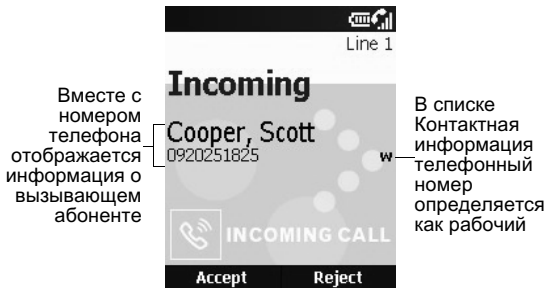 Line 1
Incoming
Вместе с
номером
телефона
отображается
информация о
вызывающем
абоненте
Cooper, Scott
0920251825
w
В списке
Контактная
информация
телефонный
номер
определяется
как рабочий
INCOMING CALL
Accept Reject